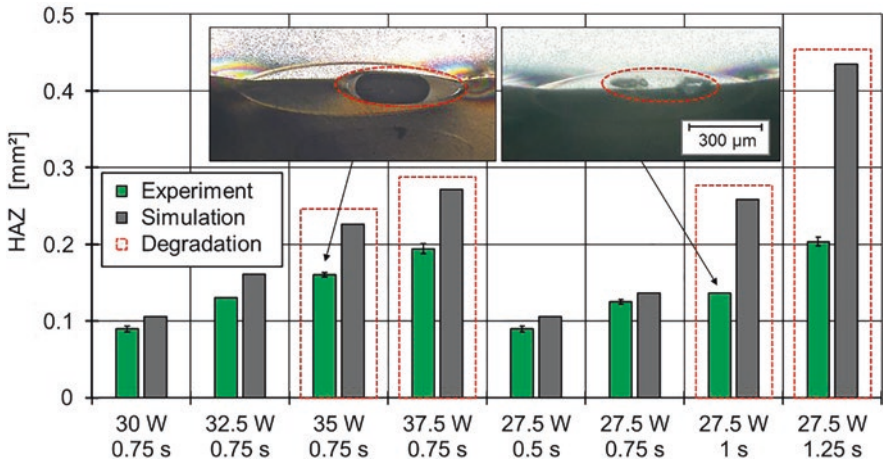 0.5
0.4
0.3
0.2
0.1
0
HAZ [mm²]
Experiment
Simulation
Degradation
300 µm
30 W
0.75 s
32.5 W
0.75 s
35 W
0.75 s
37.5 W
0.75 s
27.5 W
0.5 s
27.5 W
0.75 s
27.5 W
1 s
27.5 W
1.25 s